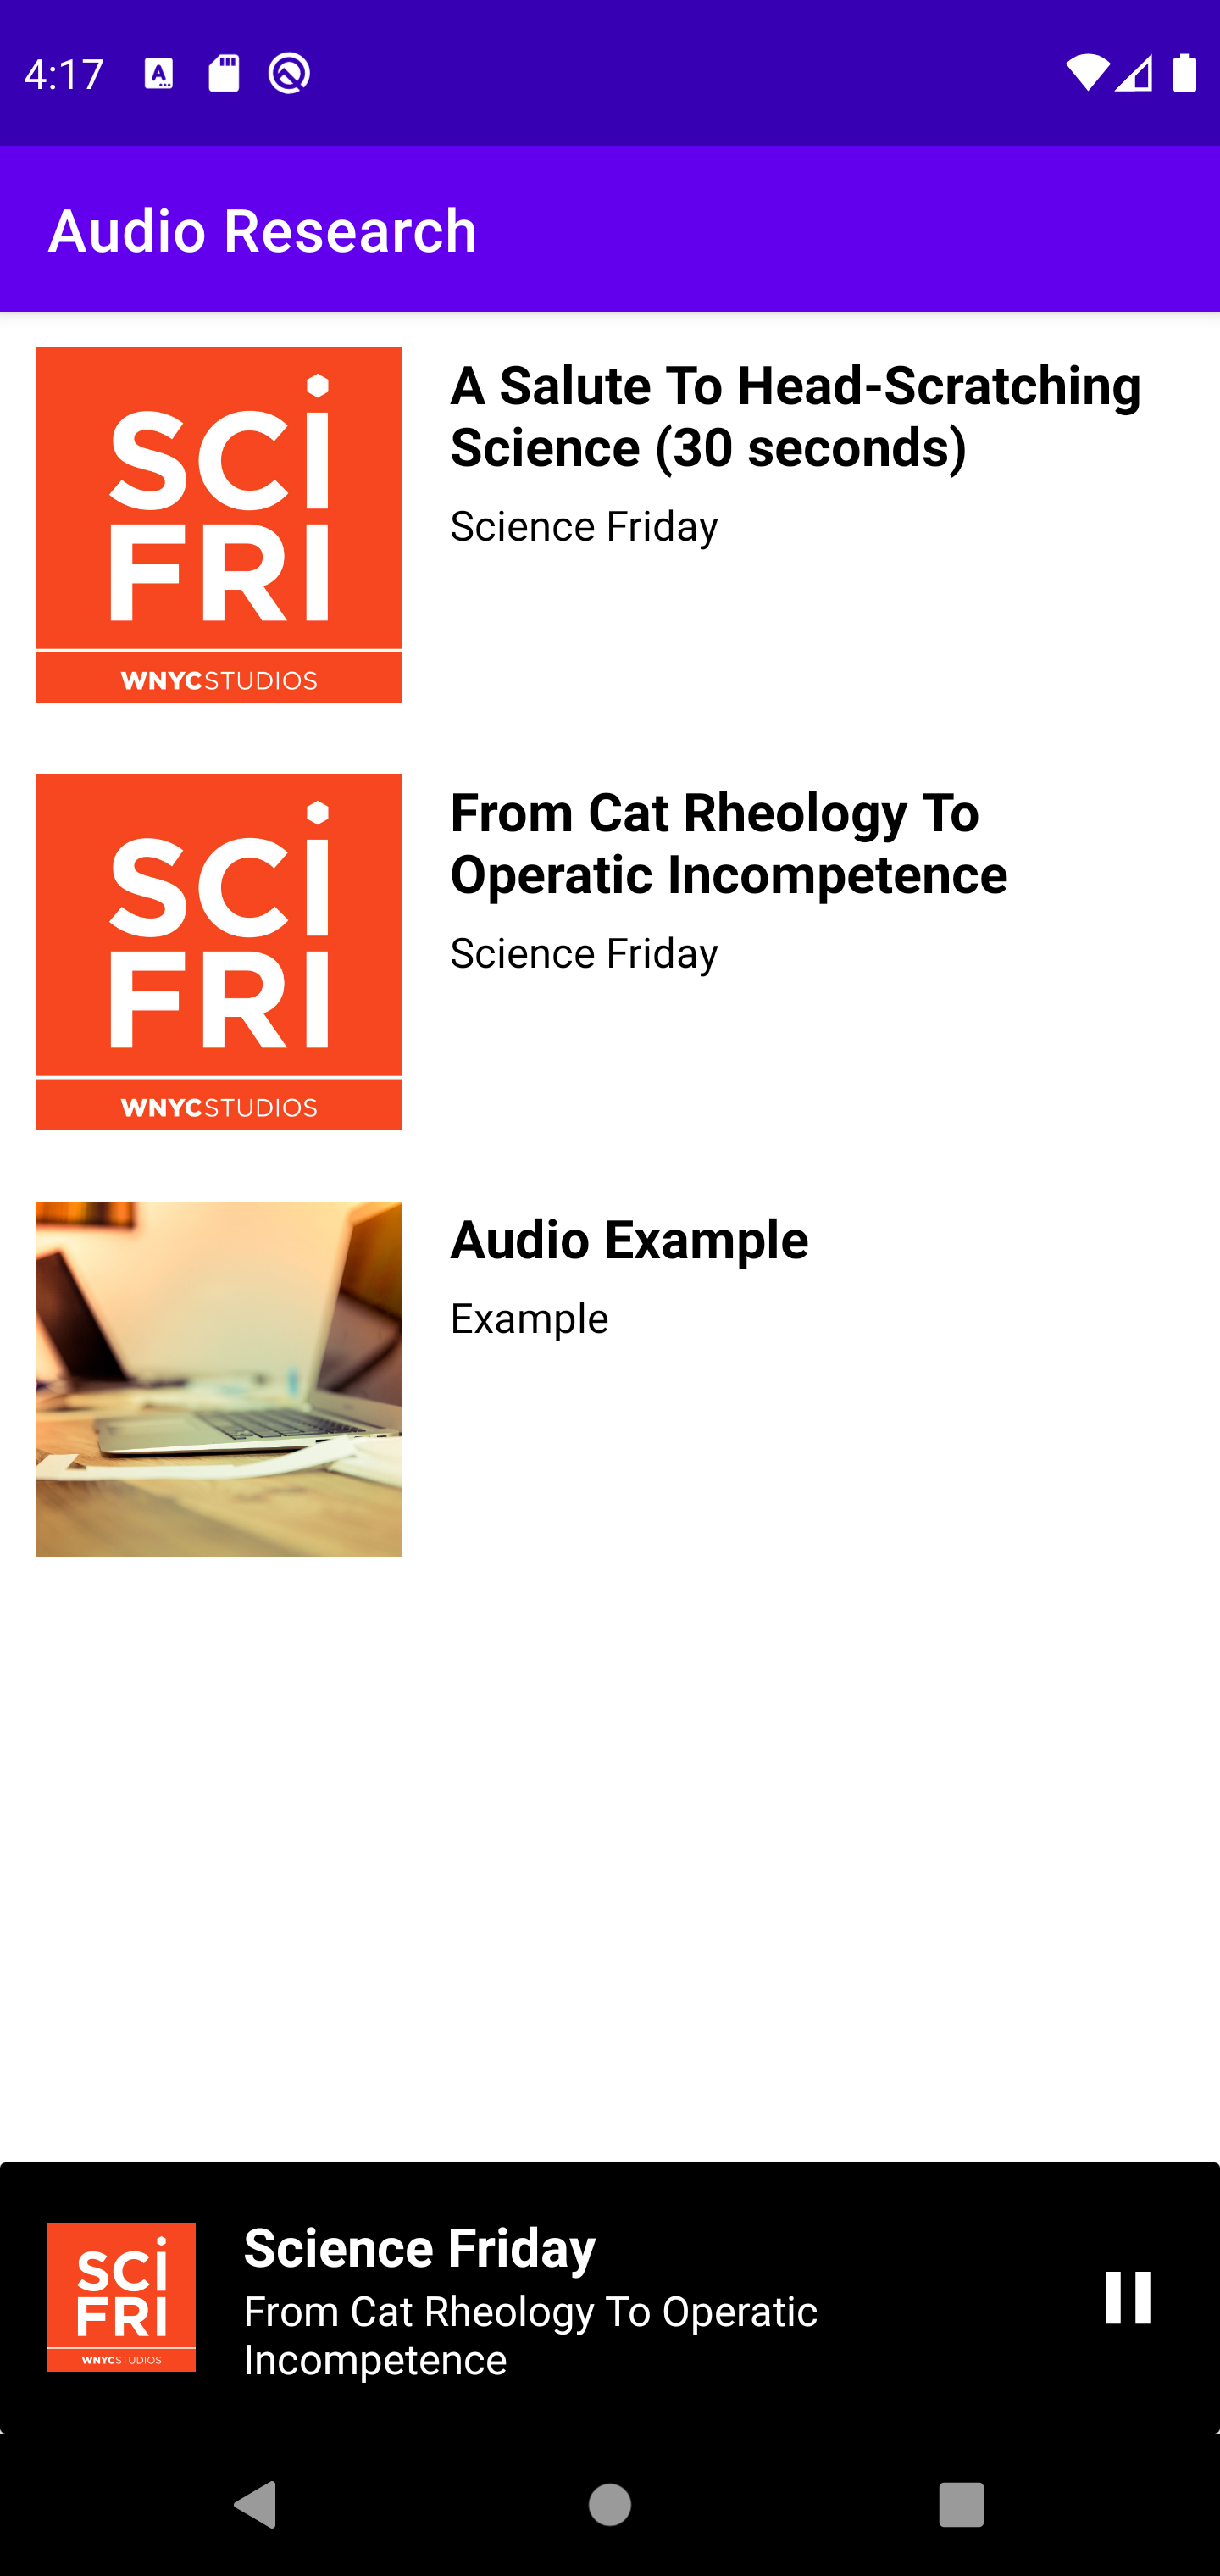 4:17
Audio Research
SCI
FRI
WNYCSTUDIOS
A Salute To Head-Scratching
Science (30 seconds)
Science Friday
SCI
FRI
WNYCSTUDIOS
From Cat Rheology To
Operatic Incompetence
Science Friday
Audio Example
Example
SCI
FRI
WNYCSTUDIOS
Science Friday
From Cat Rheology To Operatic
Incompetence